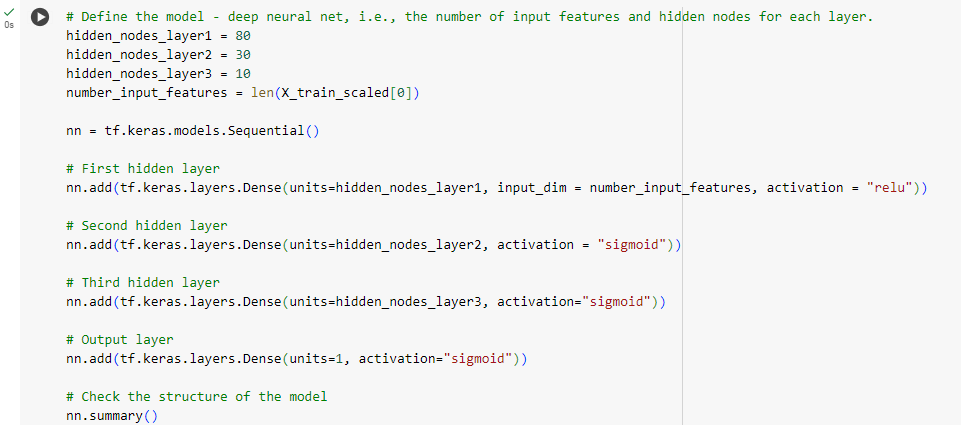 # Define the model - deep neural net, i.e., the number of input features and hidden nodes for each layer.
0s
hidden_nodes_layer1 = 80
hidden_nodes_layer2 = 30
hidden_nodes_layer3 = 10
number_input_features = len(X_train_scaled[0])
nn = tf.keras.models.Sequential()
# First hidden layer
nn.add(tf.keras.layers.Dense(units=hidden_nodes_layer1, input_dim = number_input_features, activation = "relu"))
# Second hidden layer
nn.add(tf.keras.layers.Dense(units=hidden_nodes_layer2, activation = "sigmoid"))
# Third hidden layer
nn.add(tf.keras.layers.Dense(units=hidden_nodes_layer3, activation="sigmoid"))
# Output layer
nn.add(tf.keras.layers.Dense(units=1, activation="sigmoid"))
# Check the structure of the model
nn.summary()